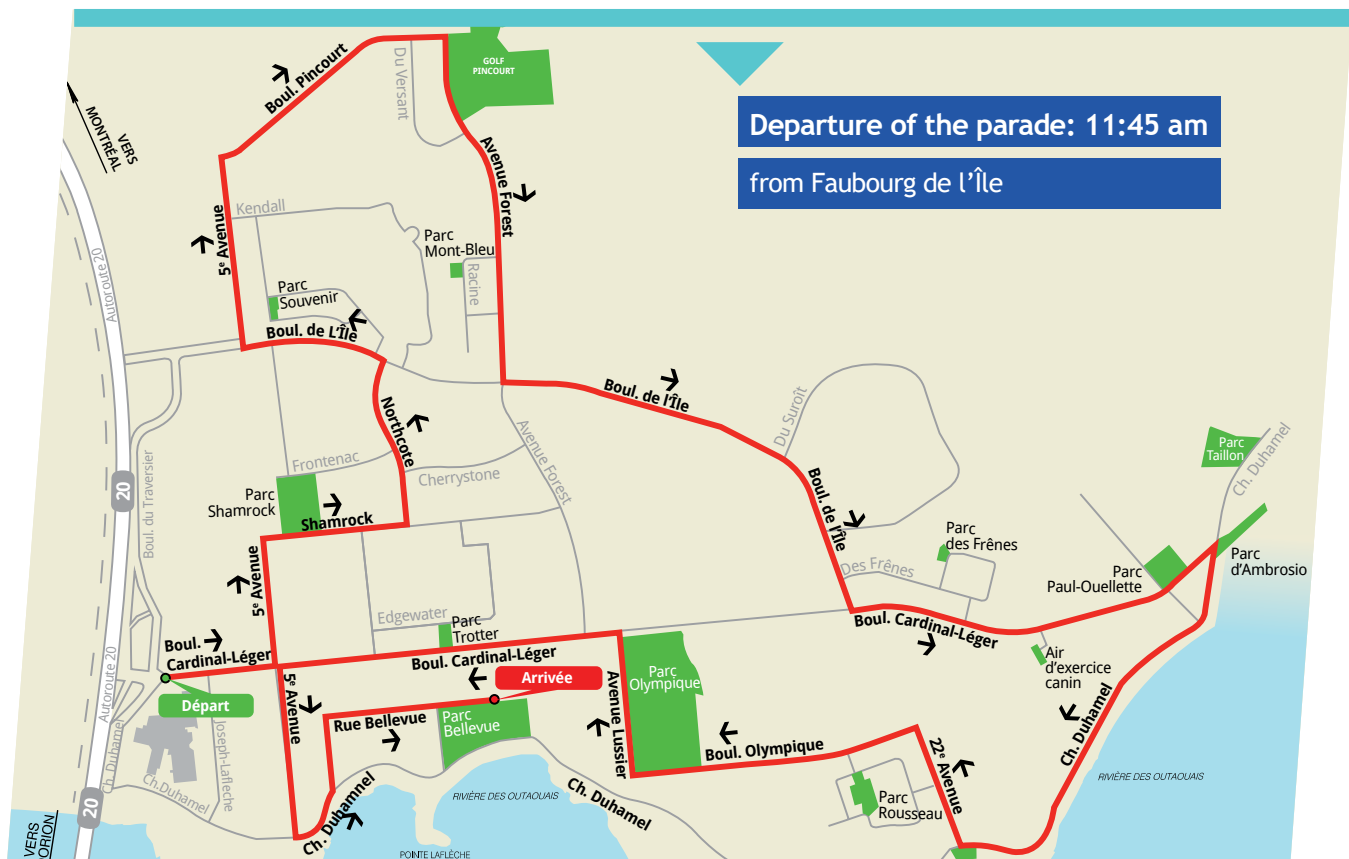 Departure of the parade: 11:45 am
from Faubourg de l’Île
GOLF
PINCOURT
Du Versant
Boul. Pincourt
VERS
MONTRÉAL
Avenue Forest
Kendall
5e Avenue
Parc
Mont-Bleu
Racine
Autoroute 20
Parc
Souvenir
Boul. de L’Île
Boul. de l’Île
Northcote
Du Suroît
Avenue Forest
Ch. Duhamel
Parc
Taillon
Frontenac
Cherrystone
Boul. du Traversier
20
Parc
Shamrock
Shamrock
Boul. de l’Île
Parc
des Frênes
Des Frênes
Parc
d’Ambrosio
Parc
Paul-Ouellette
5e Avenue
Edgewater
Parc
Trotter
Boul. Cardinal-Léger
Boul.
Cardinal-Léger
Boul. Cardinal-Léger
Air
d’exercice
canin
Arrivée
Parc
Olympique
Départ
5e Avenue
Rue Bellevue
Parc
Bellevue
Avenue Lussier
Boul. Olympique
Ch. Duhamel
Autoroute 20
Joseph-Lafleche
Ch. Duhamel
Ch.Duhamel
22e Avenue
RIVIÈRE DES OUTAOUAIS
RIVIÈRE DES OUTAOUAIS
Ch. Duhamel
Parc
Rousseau
20
Ch. Duhamnel
VERS
DORION
POINTE LAFLÈCHE